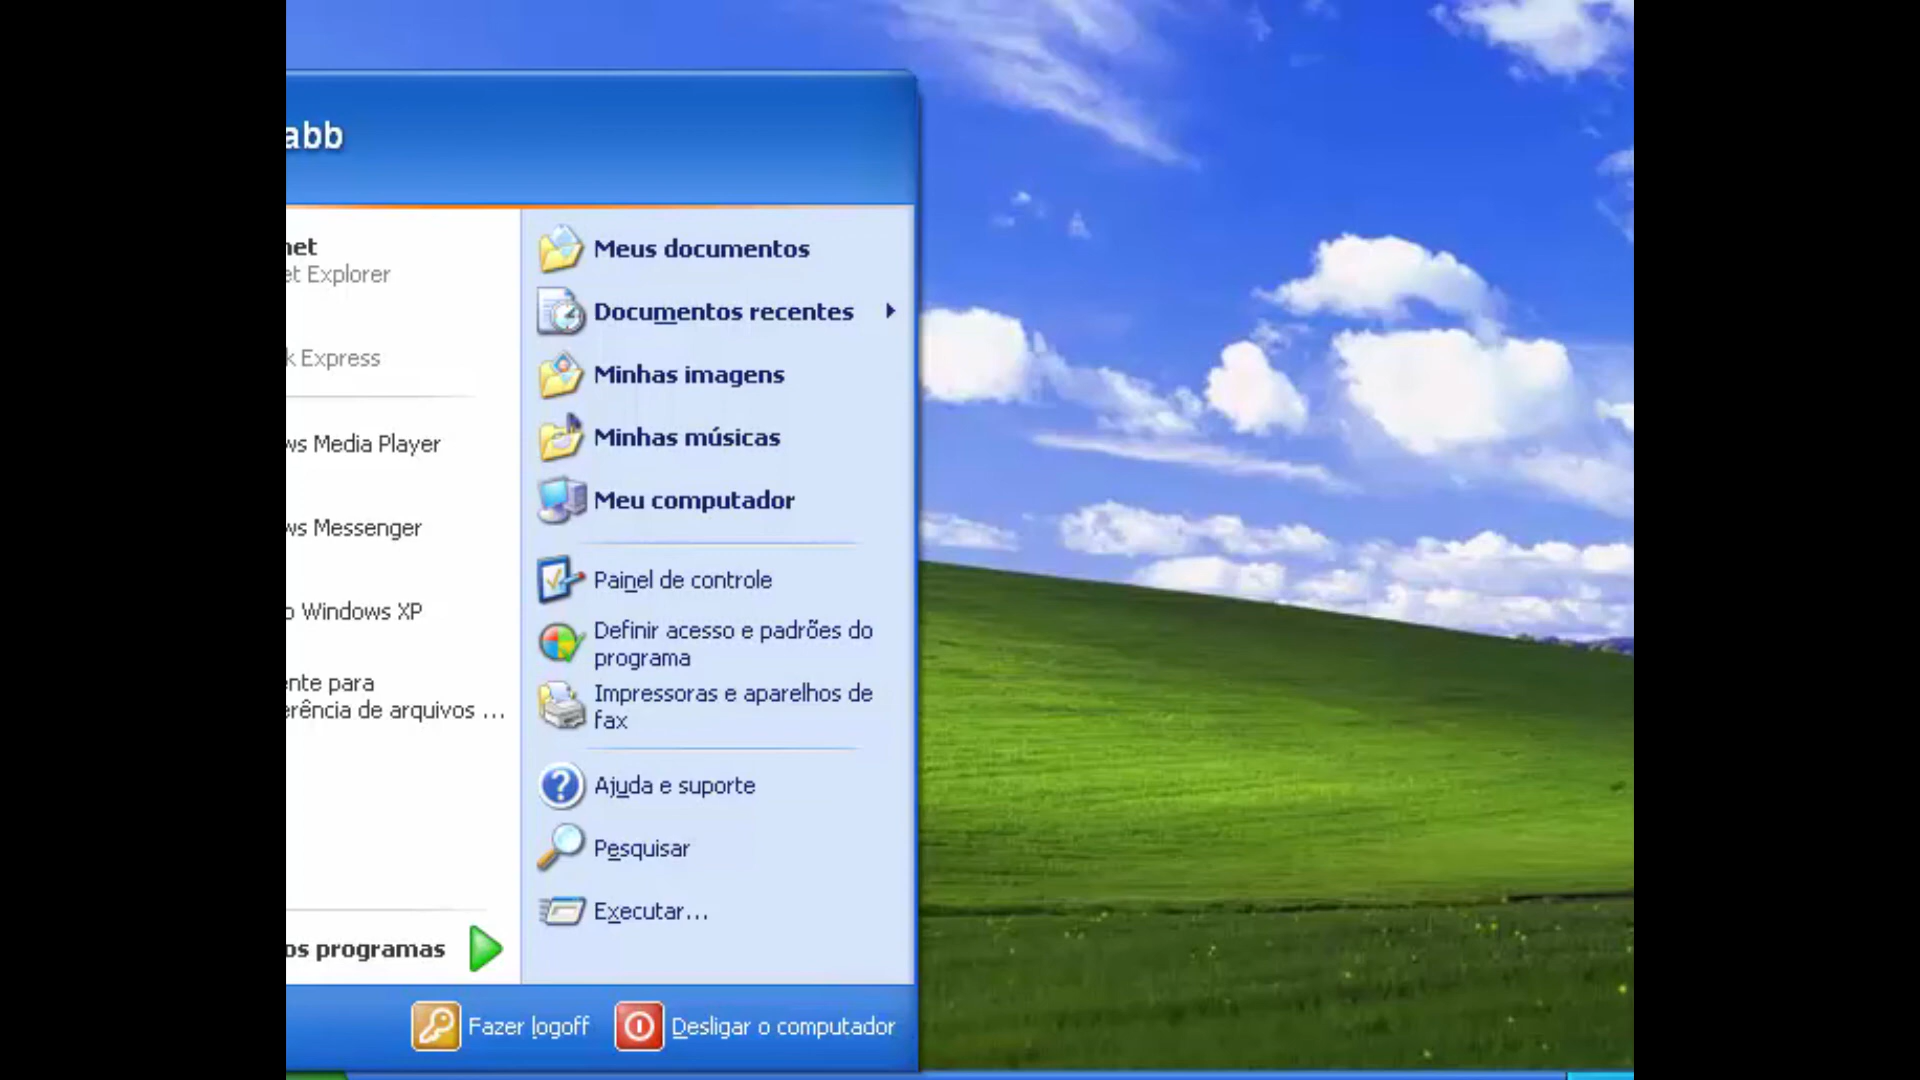 abb
net
et Explorer
k Express
ws Media Player
ws Messenger
o Windows XP
ente para
erência de arquivos ...
os programas
Meus documentos
Documentos recentes
Minhas imagens
Minhas músicas
Meu computador
Painel de controle
Definir acesso e padrões do
programa
Impressoras e aparelhos de
fax
Ajuda e suporte
Pesquisar
Executar...
Fazer logoff
Desligar o computador